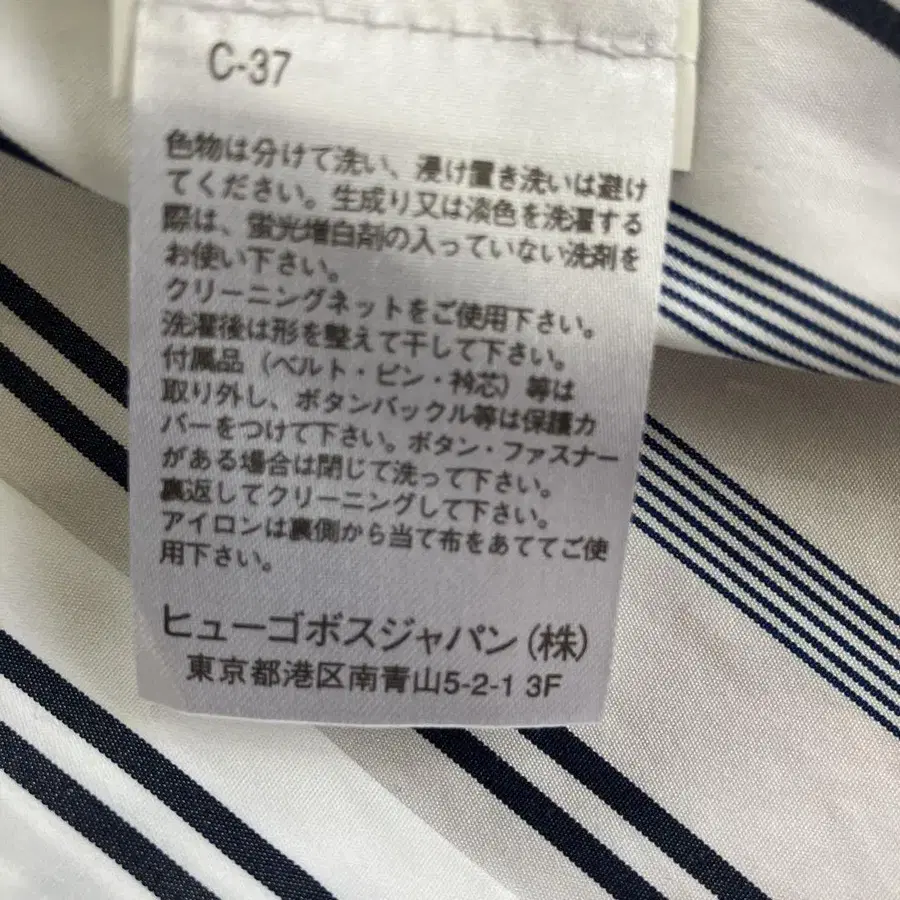 C-37
色物は分けて洗い、浸け置き洗いは避け
てください。生成り又は淡色を洗濯する
際は、蛍光増白剤の入っていない洗剤を
お使い下さい。
クリーニングネットをご使用下さい。
洗濯後は形を整えて干して下さい。
付属品（ベルト・ピン・衿芯）等は
取り外し、ボタンバックル等は保護カ
バーをつけて下さい。ボタン・ファスナー
がある場合は閉じて洗って下さい。
裏返してクリーニングして下さい。
アイロンは裏側から当て布をあててご使
用下さい。
ヒューゴボスジャパン(株)
東京都港区南青山5-2-1 3F